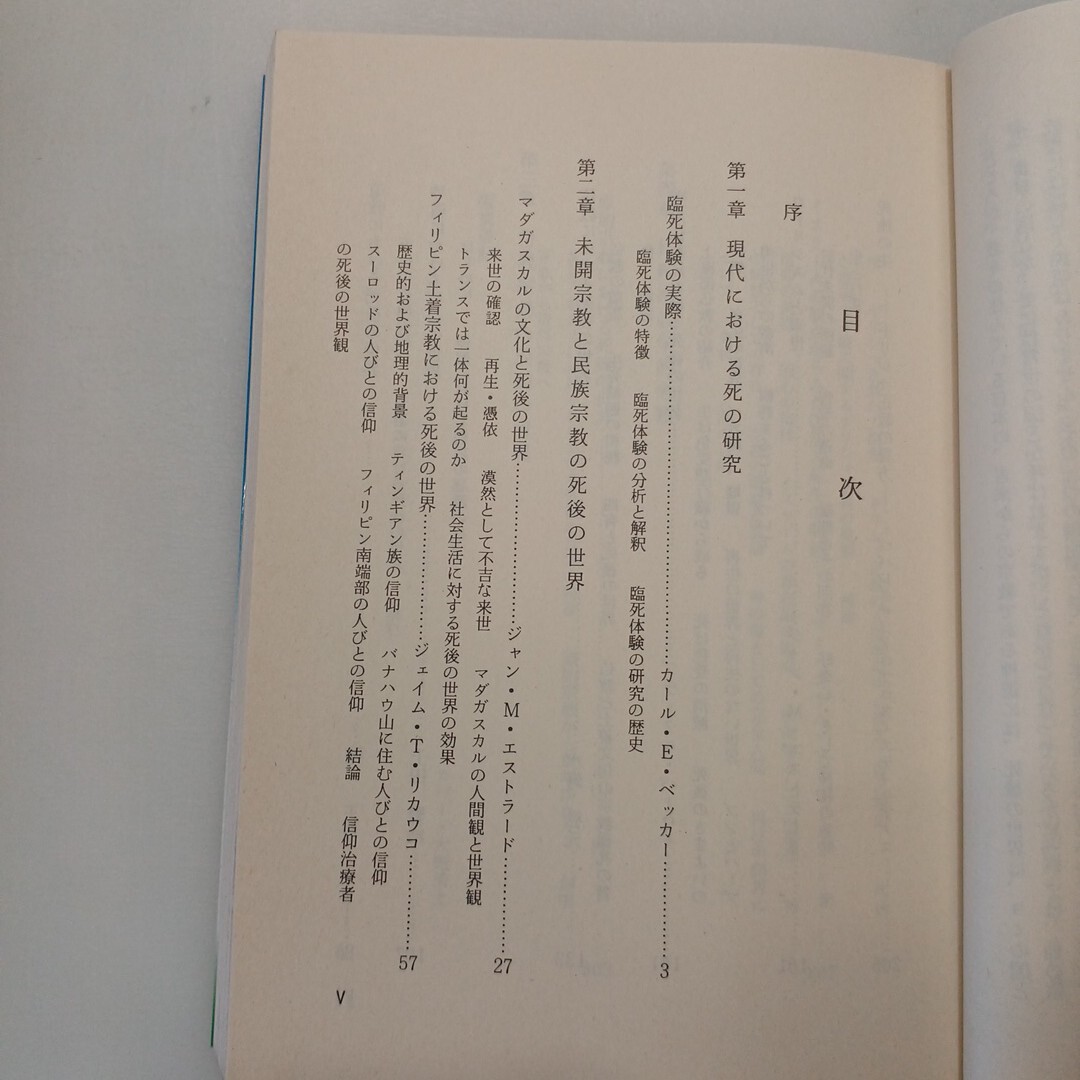 目次
序
第一章 現代における死の研究
臨死体験の実際……………………………カール・E・ベッカー……………3
臨死体験の特徴 臨死体験の分析と解釈 臨死体験の研究の歴史
第二章 未開宗教と民族宗教の死後の世界
マダガスカルの文化と死後の世界……………………ジャン・M・エストラード……………27
来世の確認 再生・憑依 漠然として不吉な来世 マダガスカルの人間観と世界観
トランスでは一体何が起るのか 社会生活に対する死後の世界の効果
フィリピン土着宗教における死後の世界………………ジェイム・T・リカウコ……………57
歴史的および地理的背景 ティンギアン族の信仰 バナハウ山に住む人びとの信仰
スーロッドの人びとの信仰 フィリピン南端部の人びとの信仰 結論 信仰治療者
の死後の世界観
V